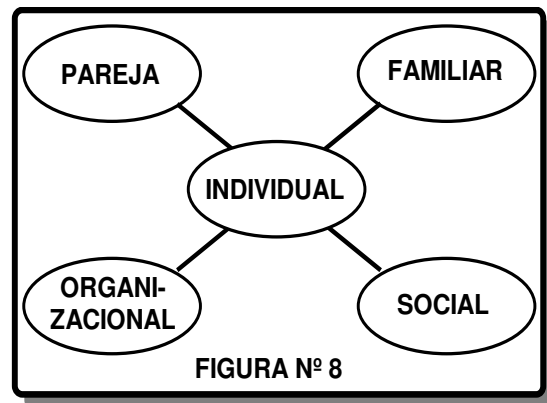 PAREJA
FAMILIAR
INDIVIDUAL
ORGANI-
ZACIONAL
SOCIAL
FIGURA Nº 8